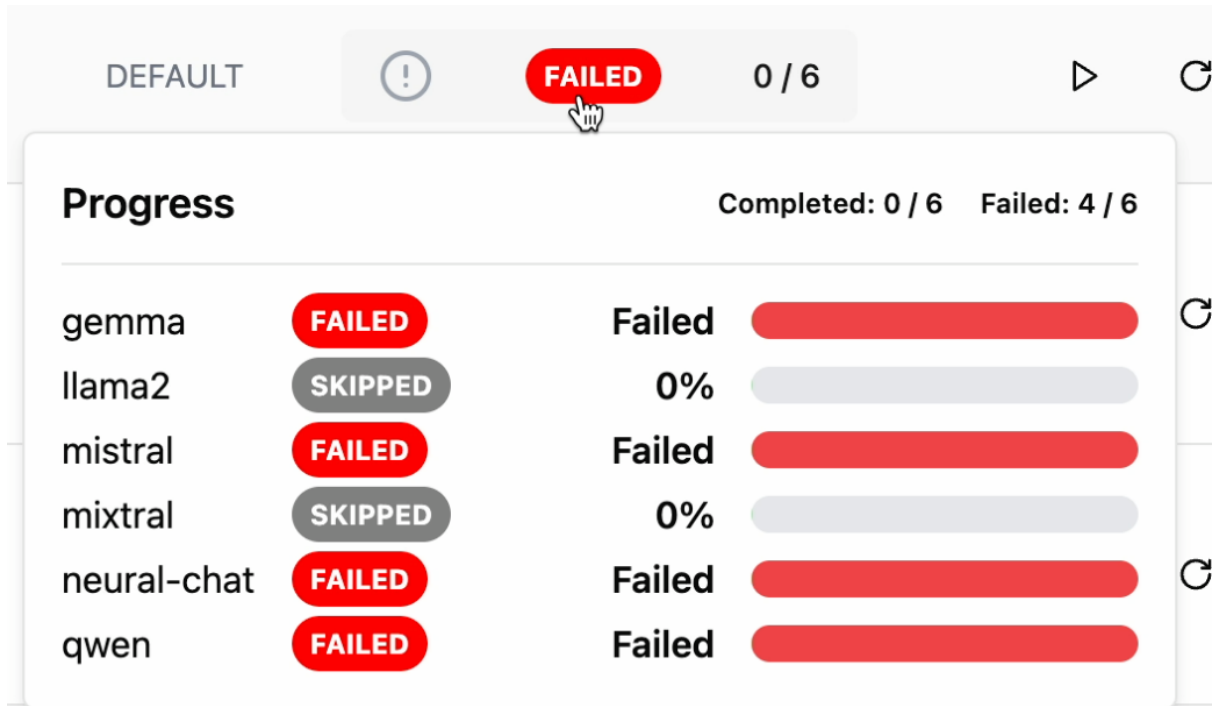 DEFAULT ! FAILED 0 / 6
Progress Completed: 0 / 6 Failed: 4 / 6
gemma FAILED Failed
llama2 SKIPPED 0%
mistral FAILED Failed
mixtral SKIPPED 0%
neural-chat FAILED Failed
qwen FAILED Failed